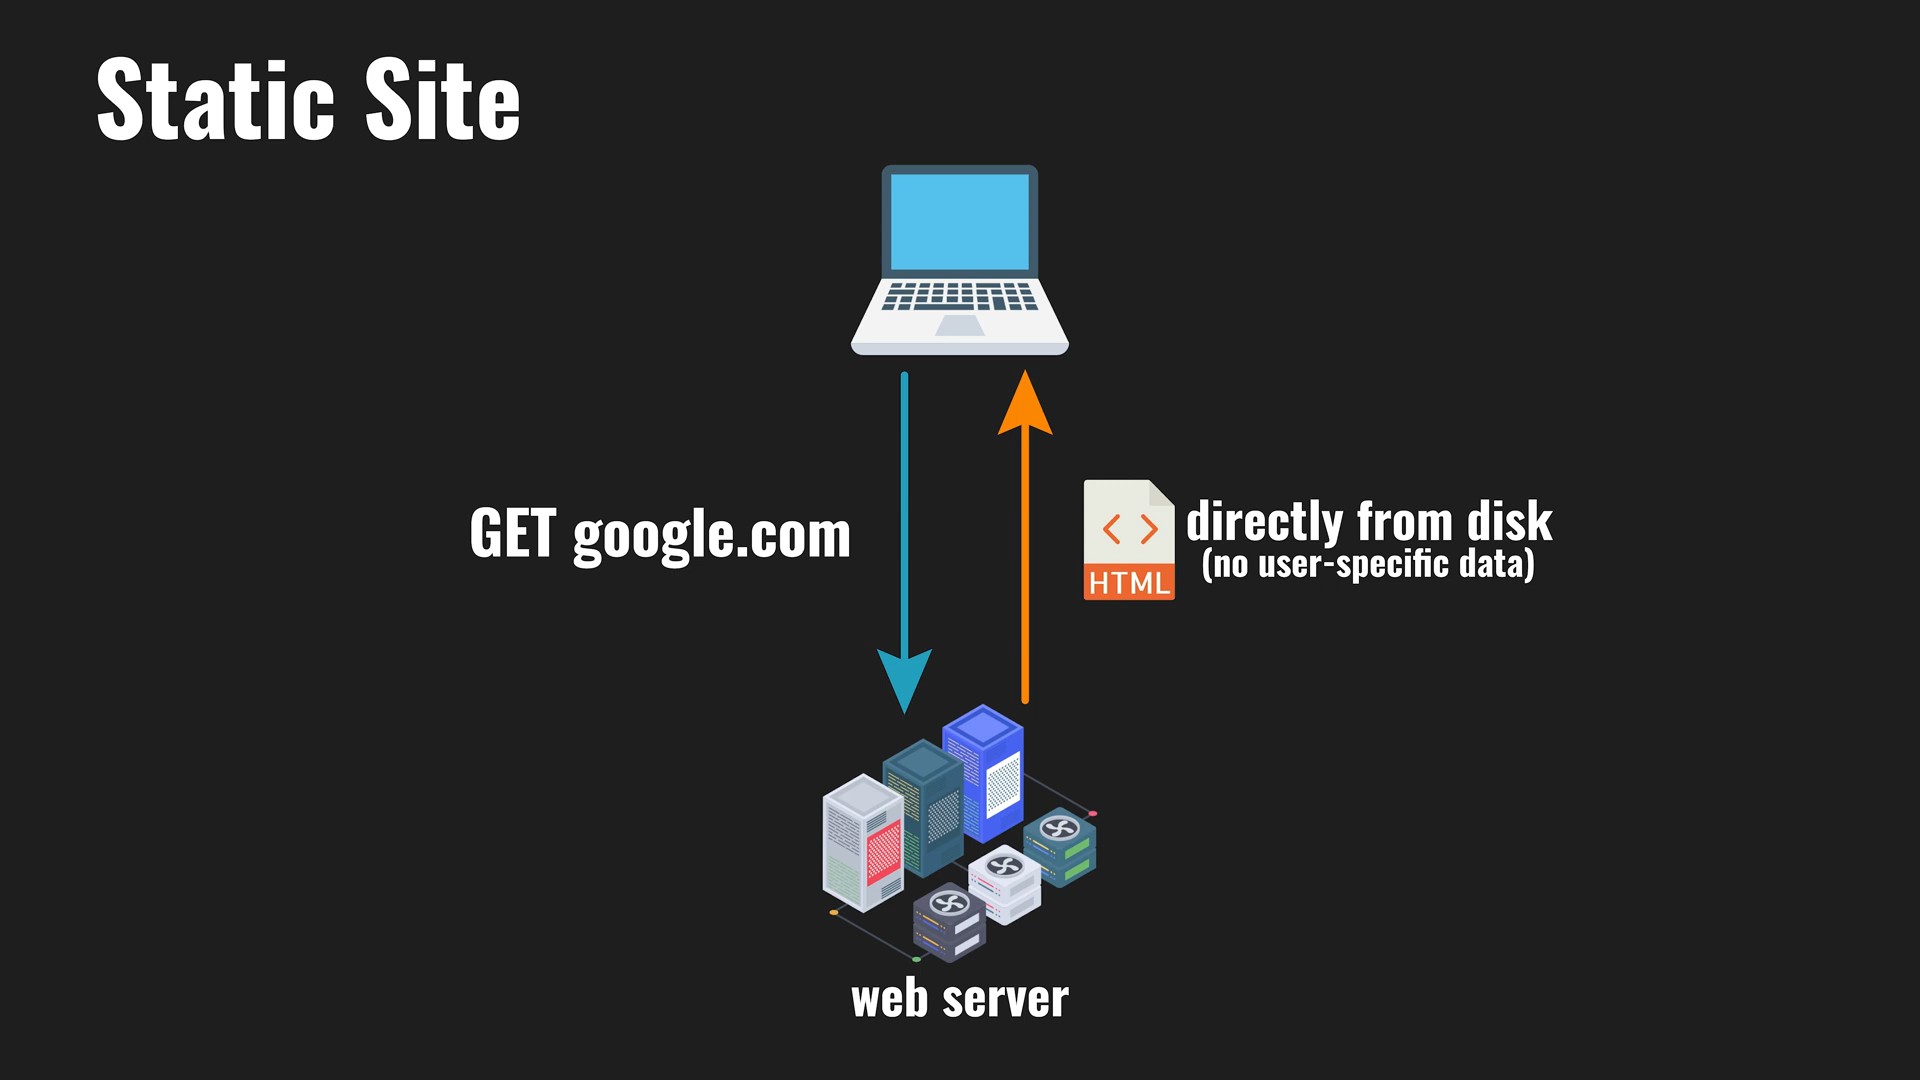 Static Site
GET google.com
directly from disk
(no user-specific data)
HTML
web server